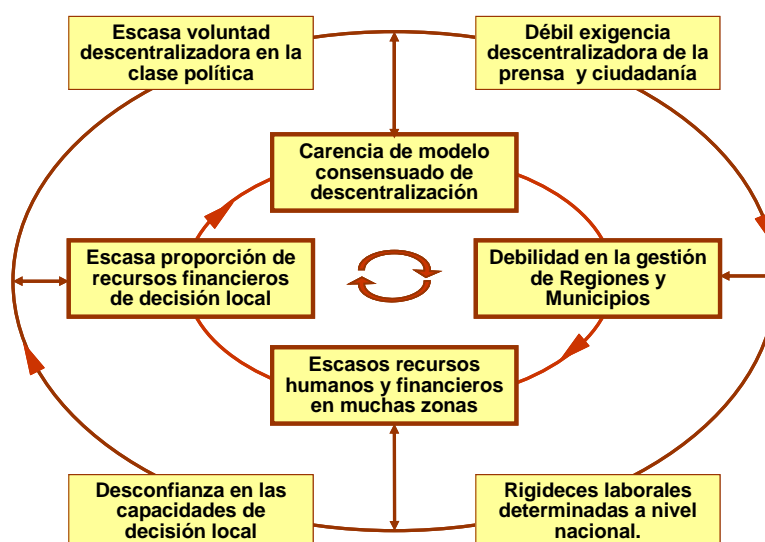 Escasa voluntad
descentralizadora en la
clase política
Débil exigencia
descentralizadora de la
prensa y ciudadanía
Carencia de modelo
consensuado de
descentralización
Escasa proporción de
recursos financieros
de decisión local
Debilidad en la gestión
de Regiones y
Municipios
Escasos recursos
humanos y financieros
en muchas zonas
Desconfianza en las
capacidades de
decisión local
Rigideces laborales
determinadas a nivel
nacional.